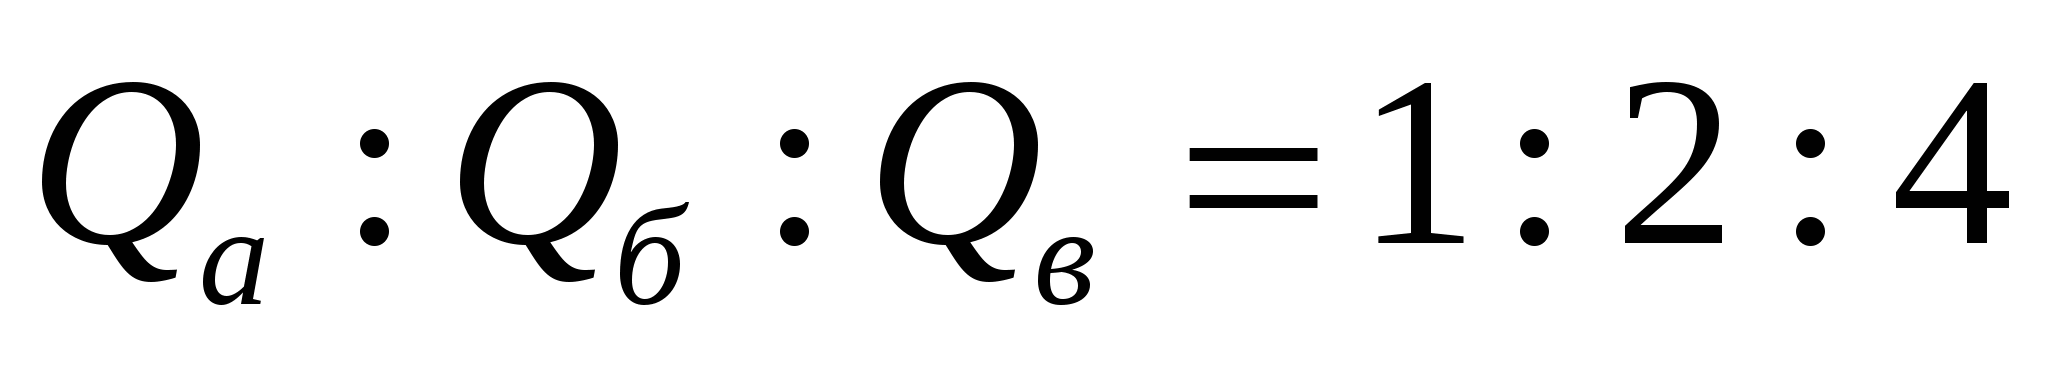 Qа : Qб : Qв = 1 : 2 : 4